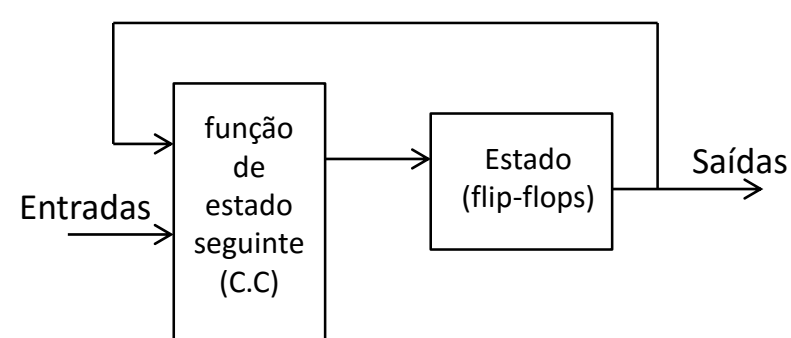 Entradas
função
de
estado
seguinte
(C.C)
Estado
(flip-flops)
Saídas